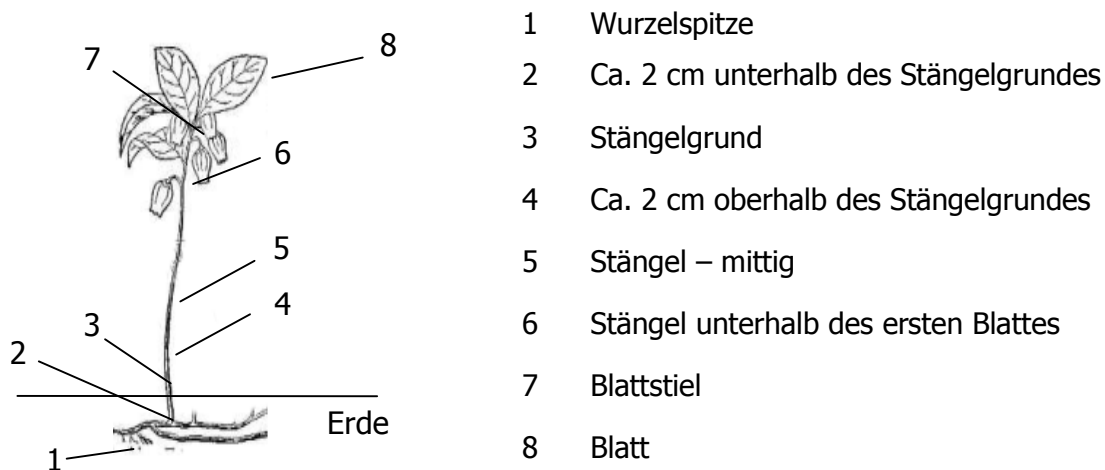 1 Wurzelspitze
2 Ca. 2 cm unterhalb des Stängelgrundes
3 Stängelgrund
4 Ca. 2 cm oberhalb des Stängelgrundes
5 Stängel – mittig
6 Stängel unterhalb des ersten Blattes
7 Blattstiel
8 Blatt
8
7
6
5
4
3
2
Erde
1